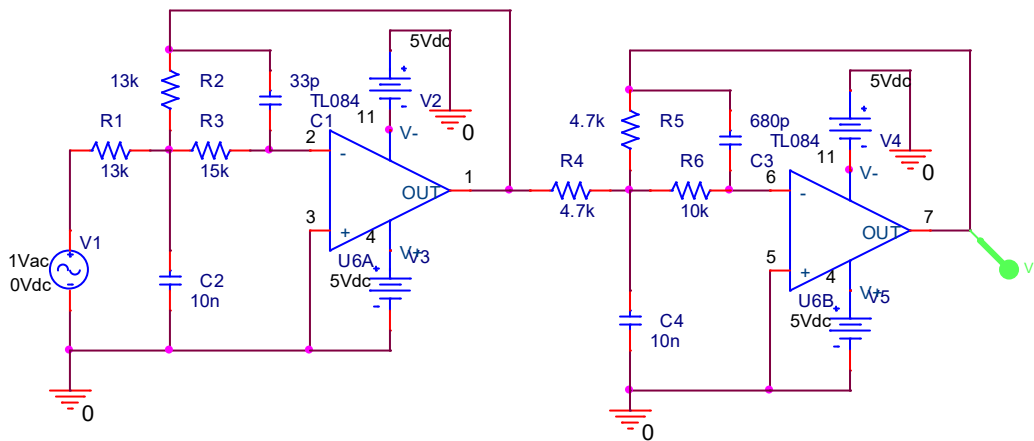 5Vdc
13k
R2
33p
TL084
C1
11
V2
V-
0
R1
13k
R3
15k
2
-
OUT
1
3
+
4
V+
U6A
V3
5Vdc
V1
1Vac
0Vdc
C2
10n
0
5Vdc
4.7k
R5
680p
TL084
C3
11
V4
V-
0
R4
4.7k
R6
10k
6
-
OUT
7
5
+
4
V+
U6B
V5
5Vdc
C4
10n
0
V